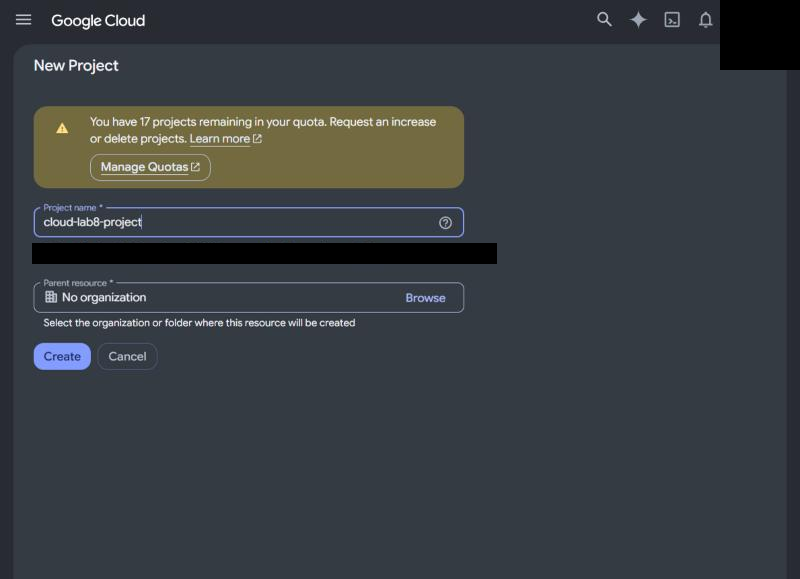 Google Cloud
New Project
You have 17 projects remaining in your quota. Request an increase
or delete projects. Learn more
Manage Quotas
Project name *
cloud-lab8-project
Parent resource *
No organization
Browse
Select the organization or folder where this resource will be created
Create
Cancel